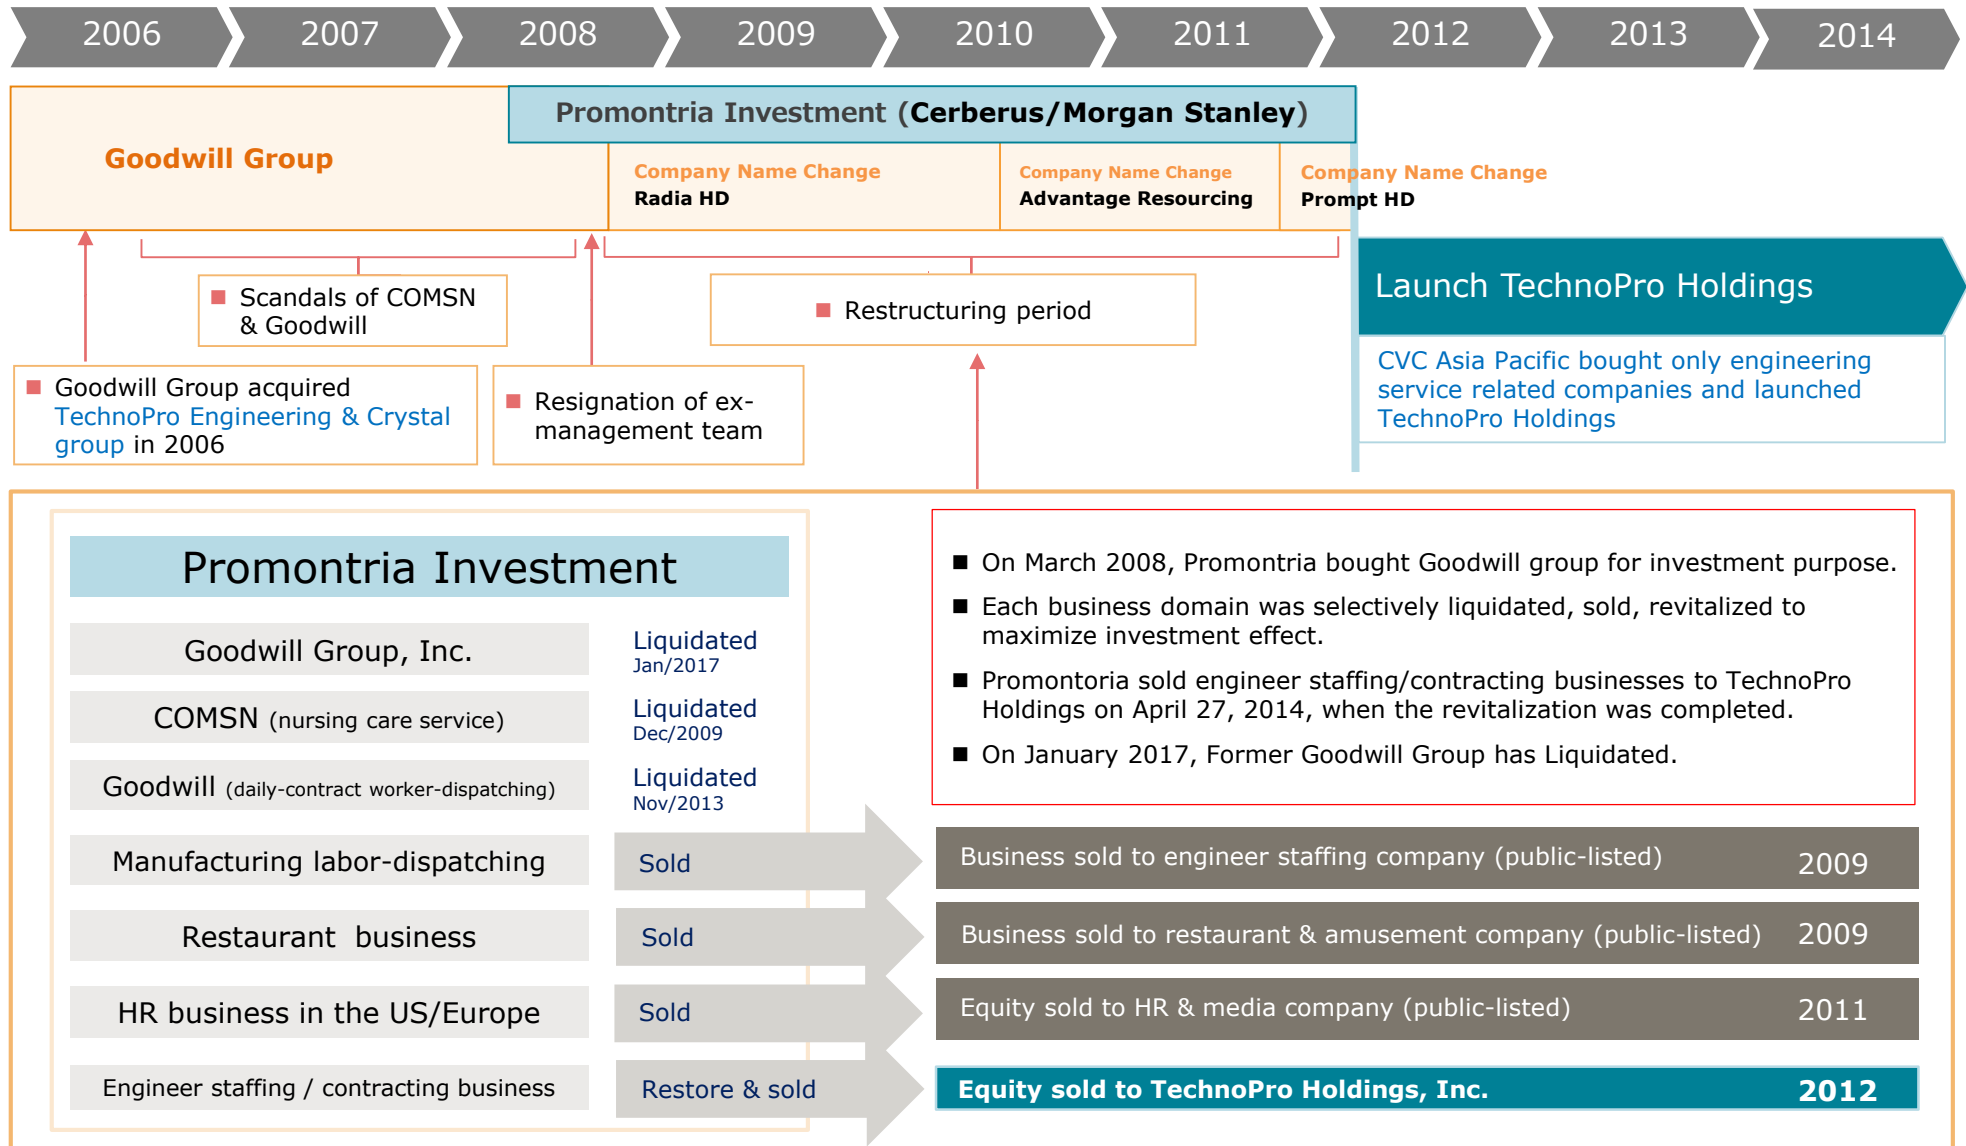 2006 2007 2008 2009 2010 2011 2012 2013 2014
Promontria Investment (Cerberus/Morgan Stanley)
Goodwill Group
Company Name Change
Radia HD
Company Name Change
Advantage Resourcing
Company Name Change
Prompt HD
■ Scandals of COMSN
& Goodwill
■ Restructuring period
Launch TechnoPro Holdings
CVC Asia Pacific bought only engineering
service related companies and launched
TechnoPro Holdings
■ Goodwill Group acquired
TechnoPro Engineering & Crystal
group in 2006
■ Resignation of ex-
management team
Promontria Investment
Goodwill Group, Inc.
Liquidated
Jan/2017
COMSN (nursing care service)
Liquidated
Dec/2009
Goodwill (daily-contract worker-dispatching)
Liquidated
Nov/2013
■ On March 2008, Promontria bought Goodwill group for investment purpose.
■ Each business domain was selectively liquidated, sold, revitalized to
maximize investment effect.
■ Promontoria sold engineer staffing/contracting businesses to TechnoPro
Holdings on April 27, 2014, when the revitalization was completed.
■ On January 2017, Former Goodwill Group has Liquidated.
Manufacturing labor-dispatching
Sold
Business sold to engineer staffing company (public-listed) 2009
Restaurant business
Sold
Business sold to restaurant & amusement company (public-listed) 2009
HR business in the US/Europe
Sold
Equity sold to HR & media company (public-listed) 2011
Engineer staffing / contracting business
Restore & sold
Equity sold to TechnoPro Holdings, Inc. 2012